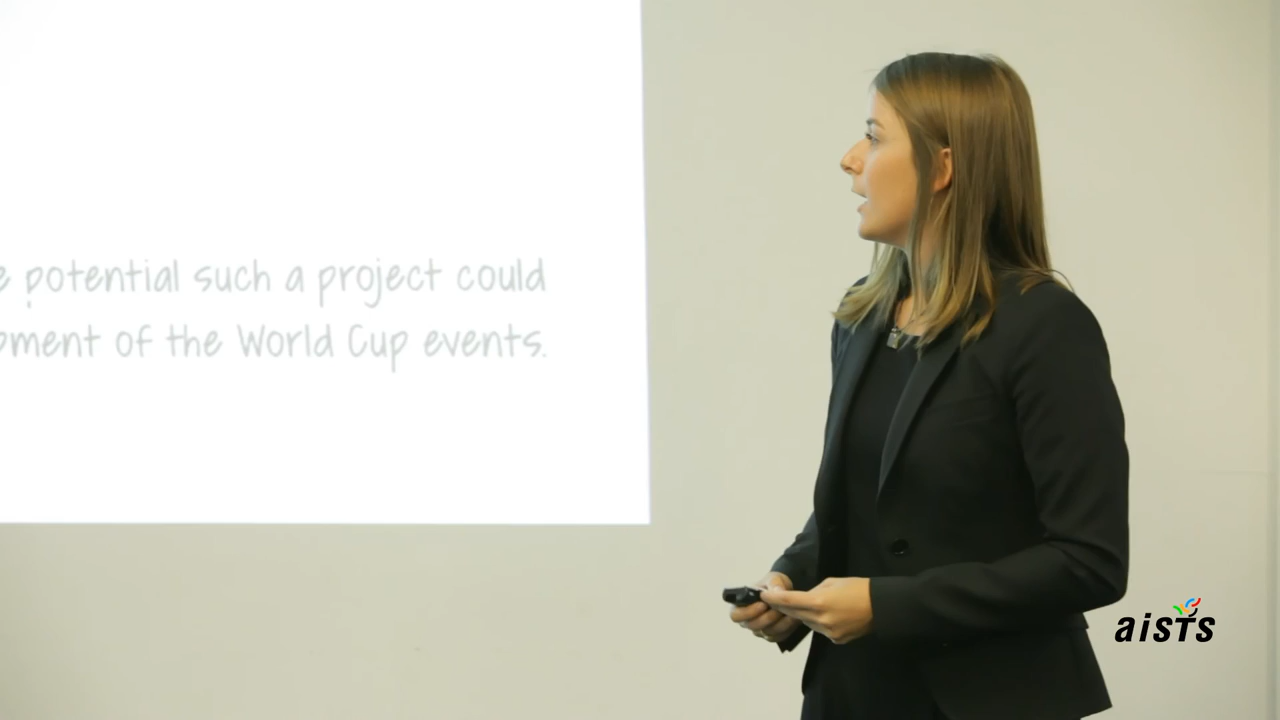 potential such a project could
of the World Cup events.
aisTs